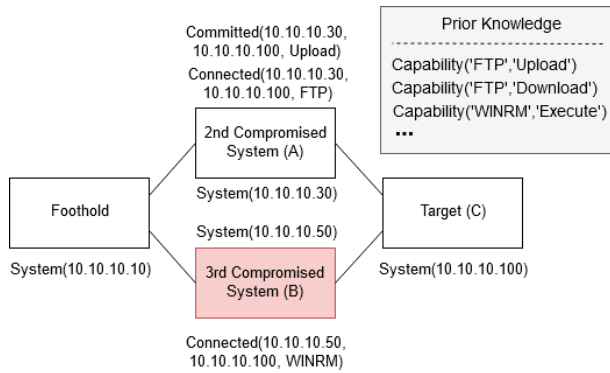 Committed(10.10.10.30,
10.10.10.100, Upload)
Connected(10.10.10.30,
10.10.10.100, FTP)
Prior Knowledge
Capability('FTP','Upload')
Capability('FTP','Download')
Capability('WINRM','Execute')
...
2nd Compromised
System (A)
System(10.10.10.30)
Foothold
System(10.10.10.10)
Target (C)
System(10.10.10.100)
System(10.10.10.50)
3rd Compromised
System (B)
Connected(10.10.10.50,
10.10.10.100, WINRM)